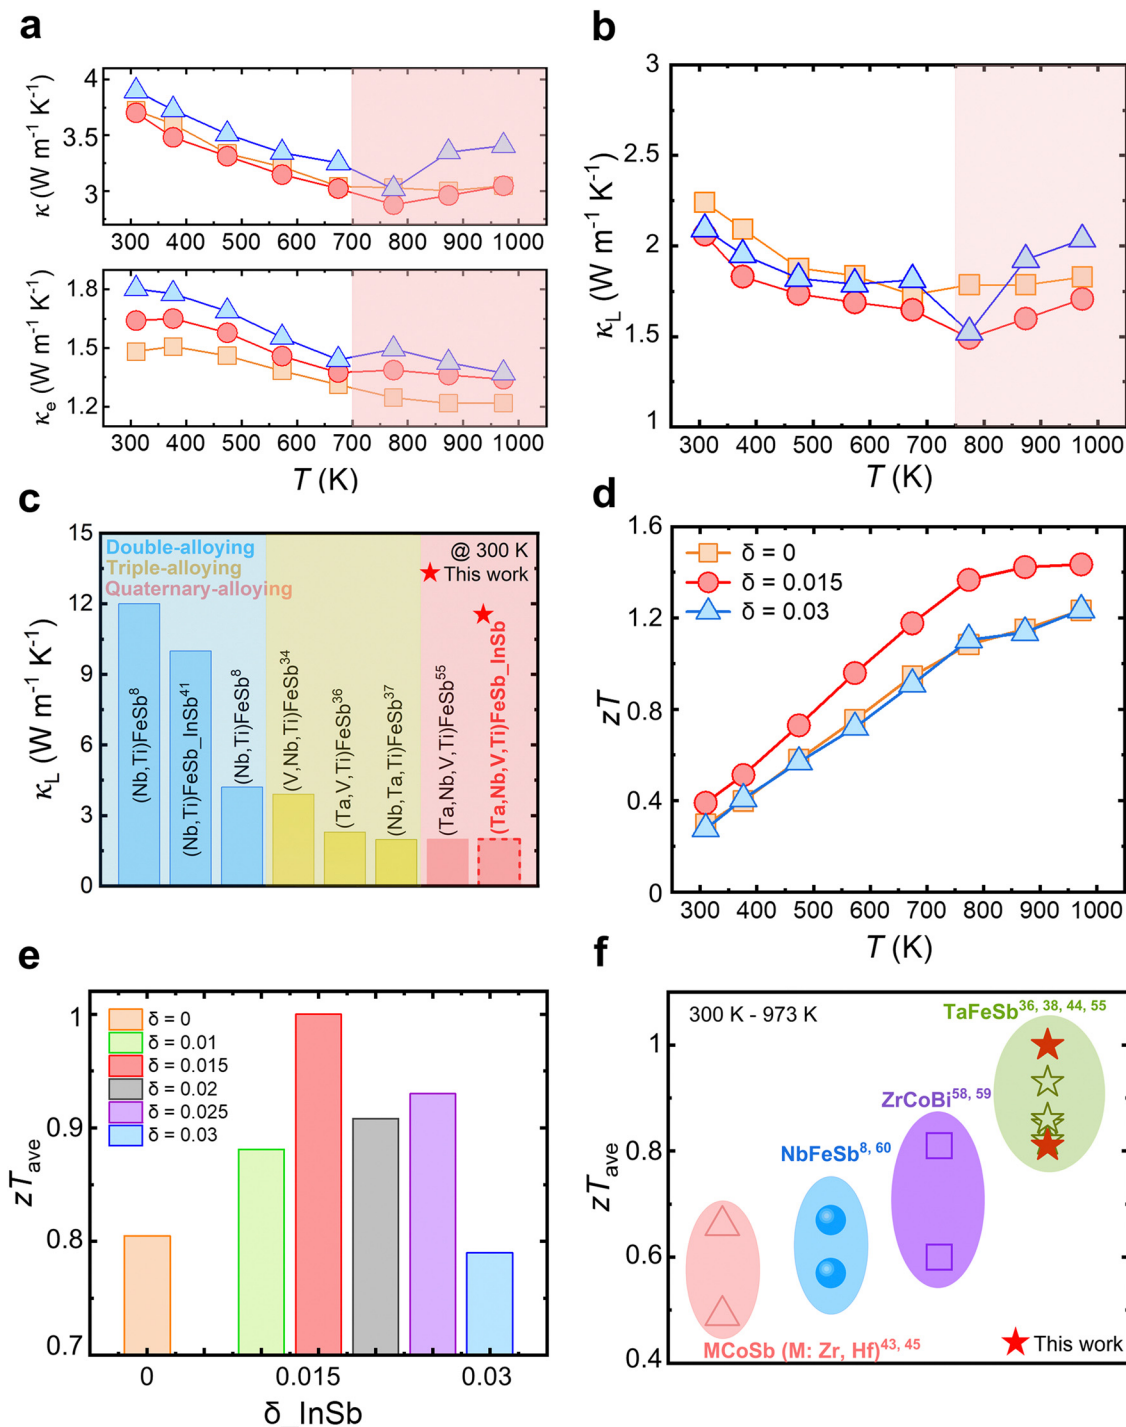 a
κ (W m⁻¹ K⁻¹)
4
3.5
3
300 400 500 600 700 800 900 1000
κe (W m⁻¹ K⁻¹)
1.8
1.5
1.2
300 400 500 600 700 800 900 1000
T (K)
b
κL (W m⁻¹ K⁻¹)
3
2.5
2
1.5
1
300 400 500 600 700 800 900 1000
T (K)
c
κL (W m⁻¹ K⁻¹)
15
12
9
6
3
0
Double-alloying
Triple-alloying
Quaternary-alloying
@ 300 K
This work
(Nb,Ti)FeSb⁸
(Nb,Ti)FeSb_InSb⁴¹
(Nb,Ti)FeSb⁸
(V,Nb,Ti)FeSb³⁴
(Ta,V,Ti)FeSb³⁶
(Nb,Ta,Ti)FeSb³⁷
(Ta,Nb,V,Ti)FeSb⁵⁵
(Ta,Nb,V,Ti)FeSb_InSb
d
zT
1.6
1.2
0.8
0.4
0
δ = 0
δ = 0.015
δ = 0.03
300 400 500 600 700 800 900 1000
T (K)
e
zTave
1
0.9
0.8
0.7
δ = 0
δ = 0.01
δ = 0.015
δ = 0.02
δ = 0.025
δ = 0.03
0 0.015 0.03
δ_InSb
f
zTave
1
0.8
0.6
0.4
300 K - 973 K
TaFeSb³⁶, ³⁸, ⁴⁴, ⁵⁵
ZrCoBi⁵⁸, ⁵⁹
NbFeSb⁸, ⁶⁰
MCoSb (M: Zr, Hf)⁴³, ⁴⁵
This work